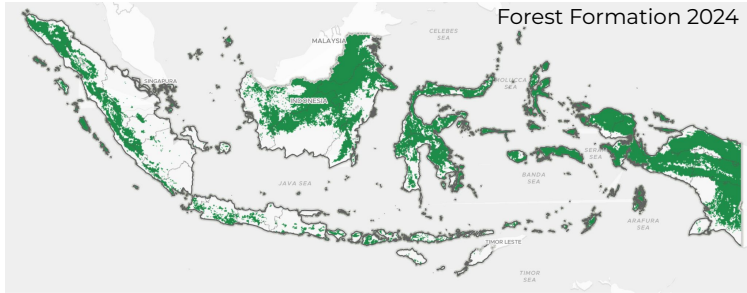 Forest Formation 2024
CELEBES
SEA
MALAYSIA
SINGAPURA
MOLUCCA
SEA
INDONESIA
SERAM
SEA
JAVA SEA
BANDA
SEA
ARAFURA
SEA
TIMOR LESTE
TIMOR
SEA